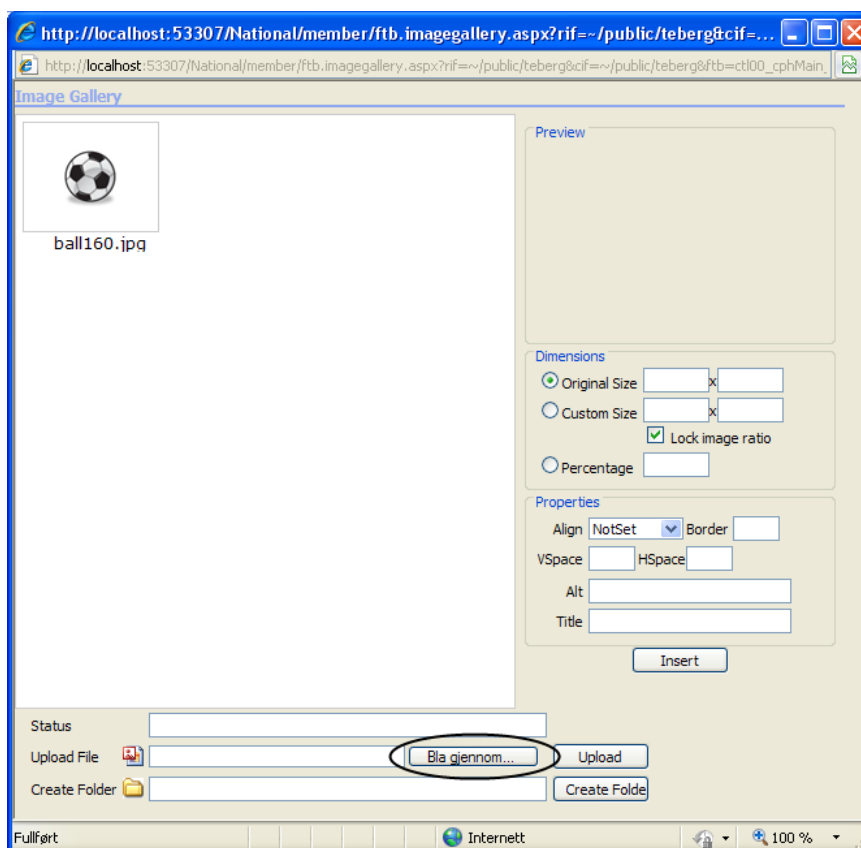 http://localhost:53307/National/member/ftb.imagegallery.aspx?rif=~/public/teberg&cif=...
http://localhost:53307/National/member/ftb.imagegallery.aspx?rif=~/public/teberg&cif=~/public/teberg&ftb=ctl00_cphMain_
Image Gallery
Preview
ball160.jpg
Dimensions
Original Size x
Custom Size x
Lock image ratio
Percentage
Properties
Align NotSet Border
VSpace HSpace
Alt
Title
Insert
Status
Upload File Bla gjennom... Upload
Create Folder Create Folde
Fullført Internett 100 %